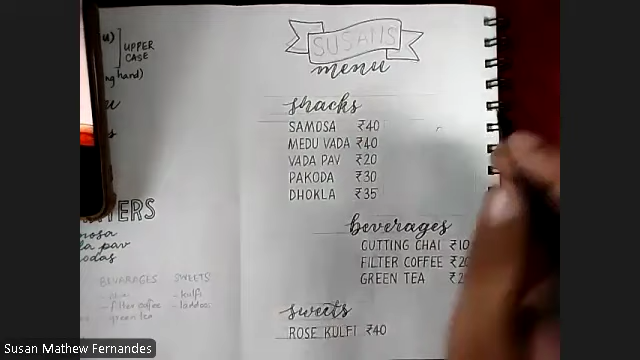 UPPER
CASE
hand)
SUSAN'S
menu
snacks
SAMOSA ₹40
MEDU VADA ₹40
VADA PAV ₹20
PAKODA ₹30
DHOKLA ₹35
beverages
CUTTING CHAI ₹10
FILTER COFFEE ₹20
GREEN TEA
sweets
ROSE KULFI ₹40
BEVERAGES SWEETS
- kulfi
- filter coffee - laddoo
- green tea
Susan Mathew Fernandes